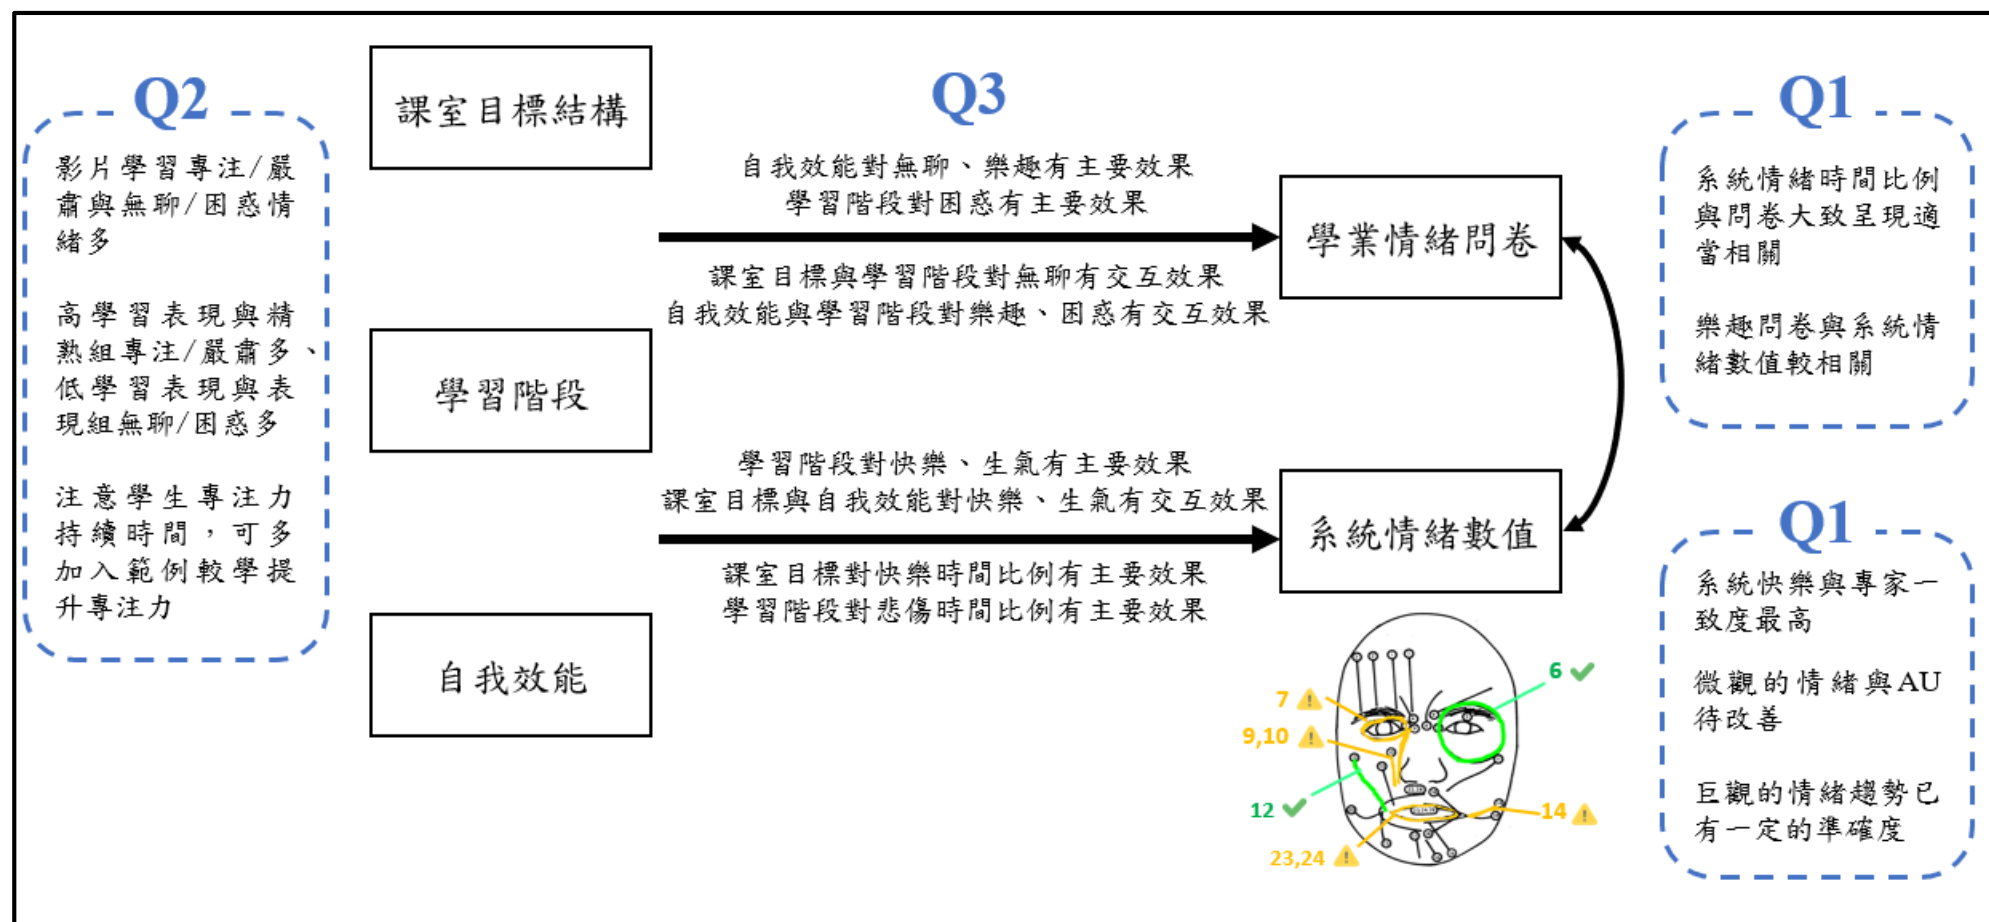 Q2
影片學習專注/嚴
肅與無聊/困惑情
緒多
高學習表現與精
熟組專注/嚴肅多、
低學習表現與表
現組無聊/困惑多
注意學生專注力
持續時間，可多
加入範例較學提
升專注力
課室目標結構
學習階段
自我效能
Q3
自我效能對無聊、樂趣有主要效果
學習階段對困惑有主要效果
課室目標與學習階段對無聊有交互效果
自我效能與學習階段對樂趣、困惑有交互效果
學習階段對快樂、生氣有主要效果
課室目標與自我效能對快樂、生氣有交互效果
課室目標對快樂時間比例有主要效果
學習階段對悲傷時間比例有主要效果
學業情緒問卷
系統情緒數值
6
7
9,10
12
14
23,24
Q1
系統情緒時間比例
與問卷大致呈現適
當相關
樂趣問卷與系統情
緒數值較相關
Q1
系統快樂與專家一
致度最高
微觀的情緒與AU
待改善
巨觀的情緒趨勢已
有一定的準確度